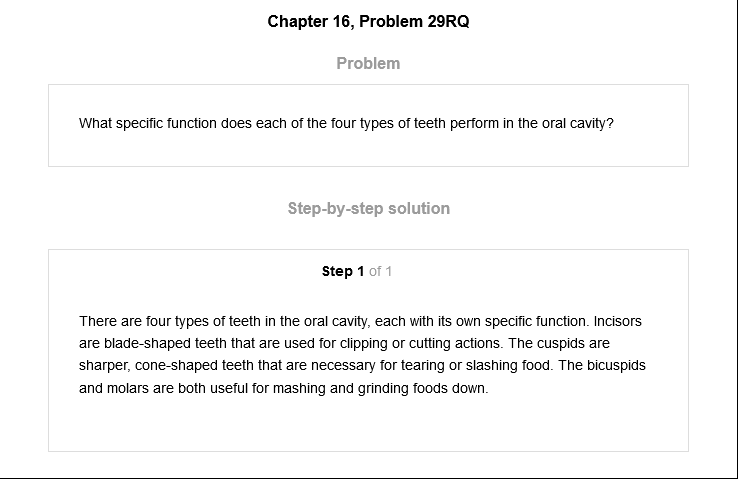 Chapter 16, Problem 29RQ
Problem
What specific function does each of the four types of teeth perform in the oral cavity?
Step-by-step solution
Step 1 of 1
There are four types of teeth in the oral cavity, each with its own specific function. Incisors
are blade-shaped teeth that are used for clipping or cutting actions. The cuspids are
sharper, cone-shaped teeth that are necessary for tearing or slashing food. The bicuspids
and molars are both useful for mashing and grinding foods down.